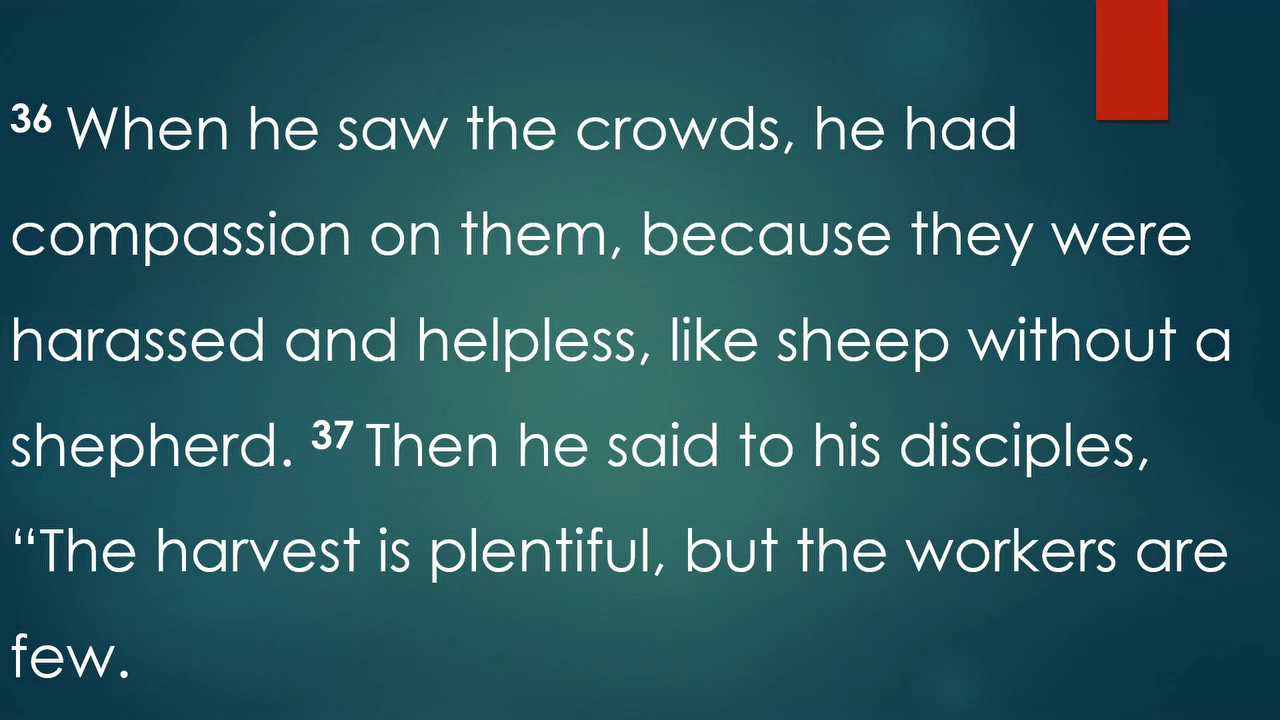 36 When he saw the crowds, he had
compassion on them, because they were
harassed and helpless, like sheep without a
shepherd. 37 Then he said to his disciples,
“The harvest is plentiful, but the workers are
few.